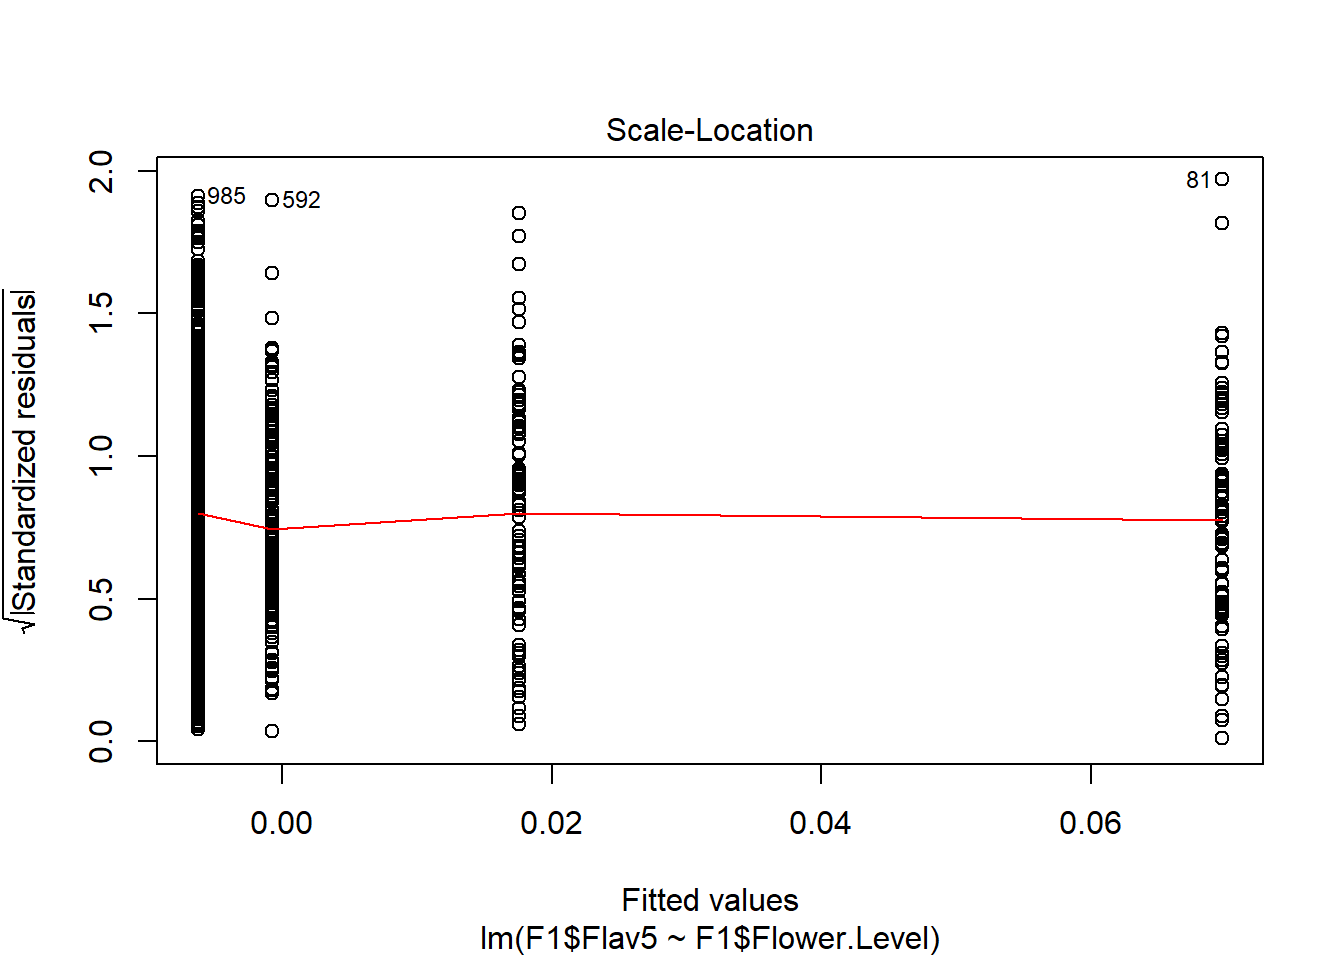 Scale-Location
2.0
1.5
1.0
0.5
0.0
√|Standardized residuals|
985
592
81
0.00 0.02 0.04 0.06
Fitted values
lm(F1$Flav5 ~ F1$Flower.Level)